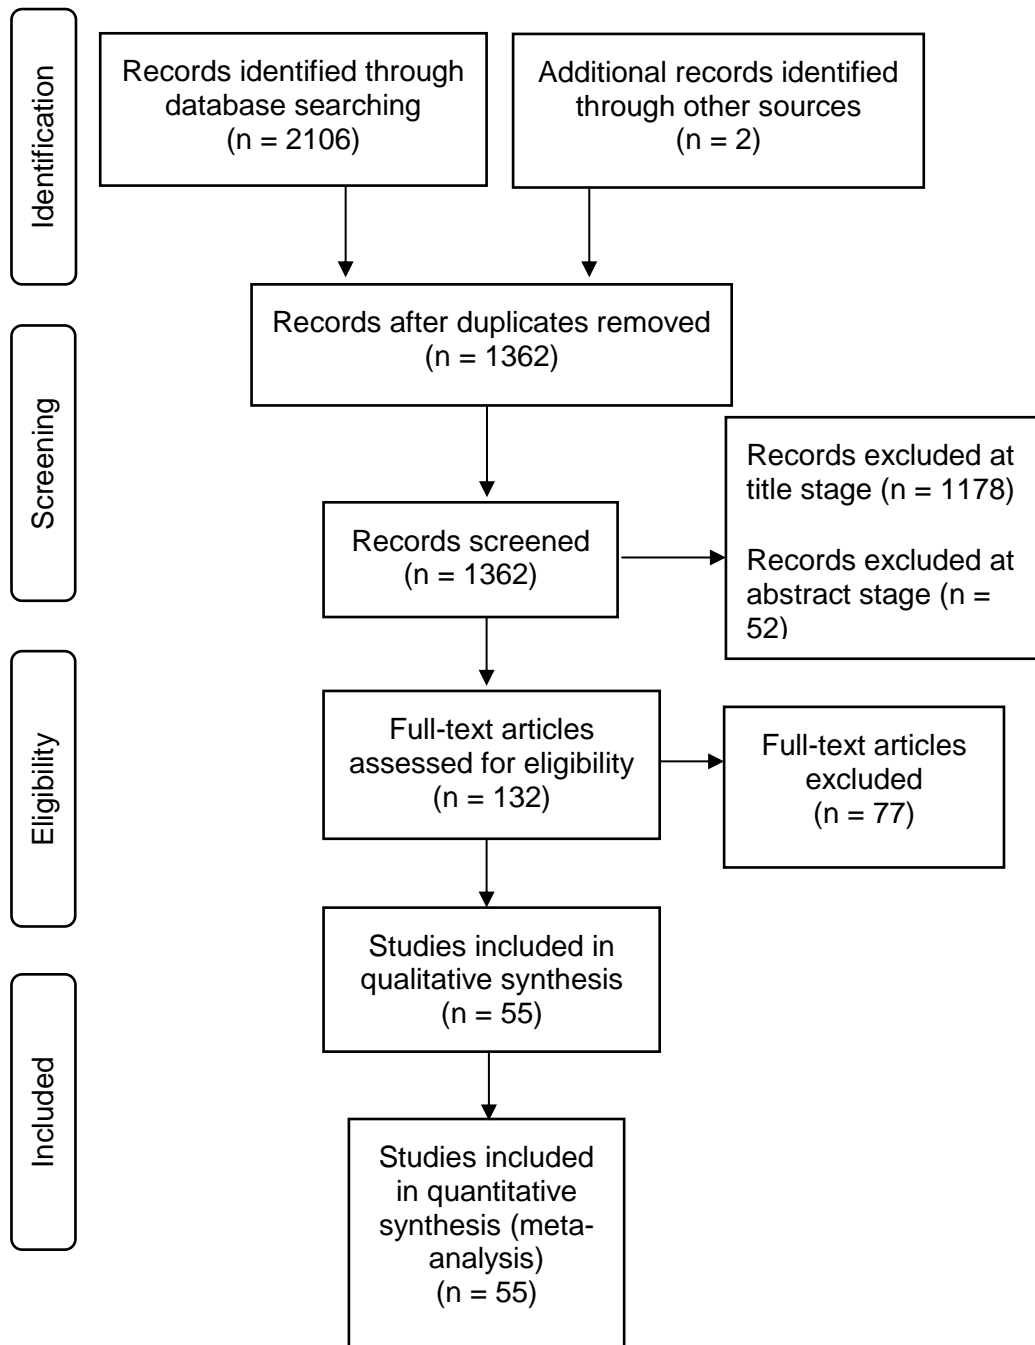 Identification
Records identified through
database searching
(n = 2106)
Additional records identified
through other sources
(n = 2)
Records after duplicates removed
(n = 1362)
Screening
Records screened
(n = 1362)
Records excluded at
title stage (n = 1178)
Records excluded at
abstract stage (n =
52)
Eligibility
Full-text articles
assessed for eligibility
(n = 132)
Full-text articles
excluded
(n = 77)
Studies included in
qualitative synthesis
(n = 55)
Included
Studies included
in quantitative
synthesis (meta-
analysis)
(n = 55)